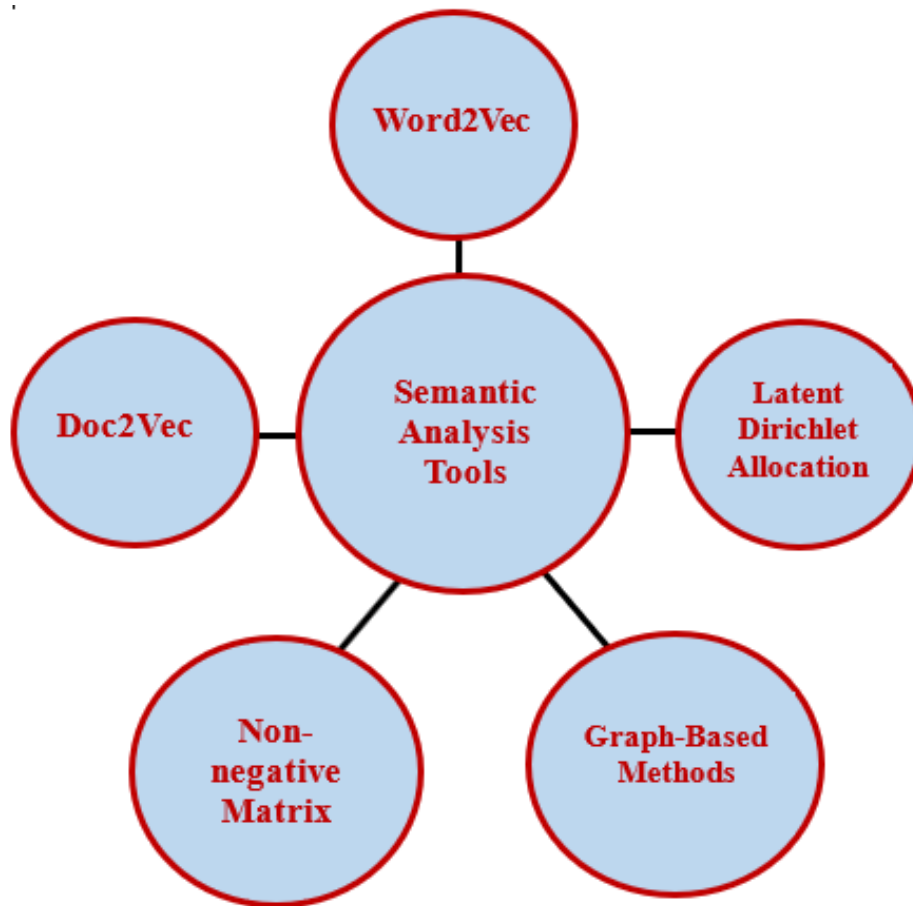 Word2Vec
Semantic
Analysis
Tools
Doc2Vec
Latent
Dirichlet
Allocation
Non-
negative
Matrix
Graph-Based
Methods